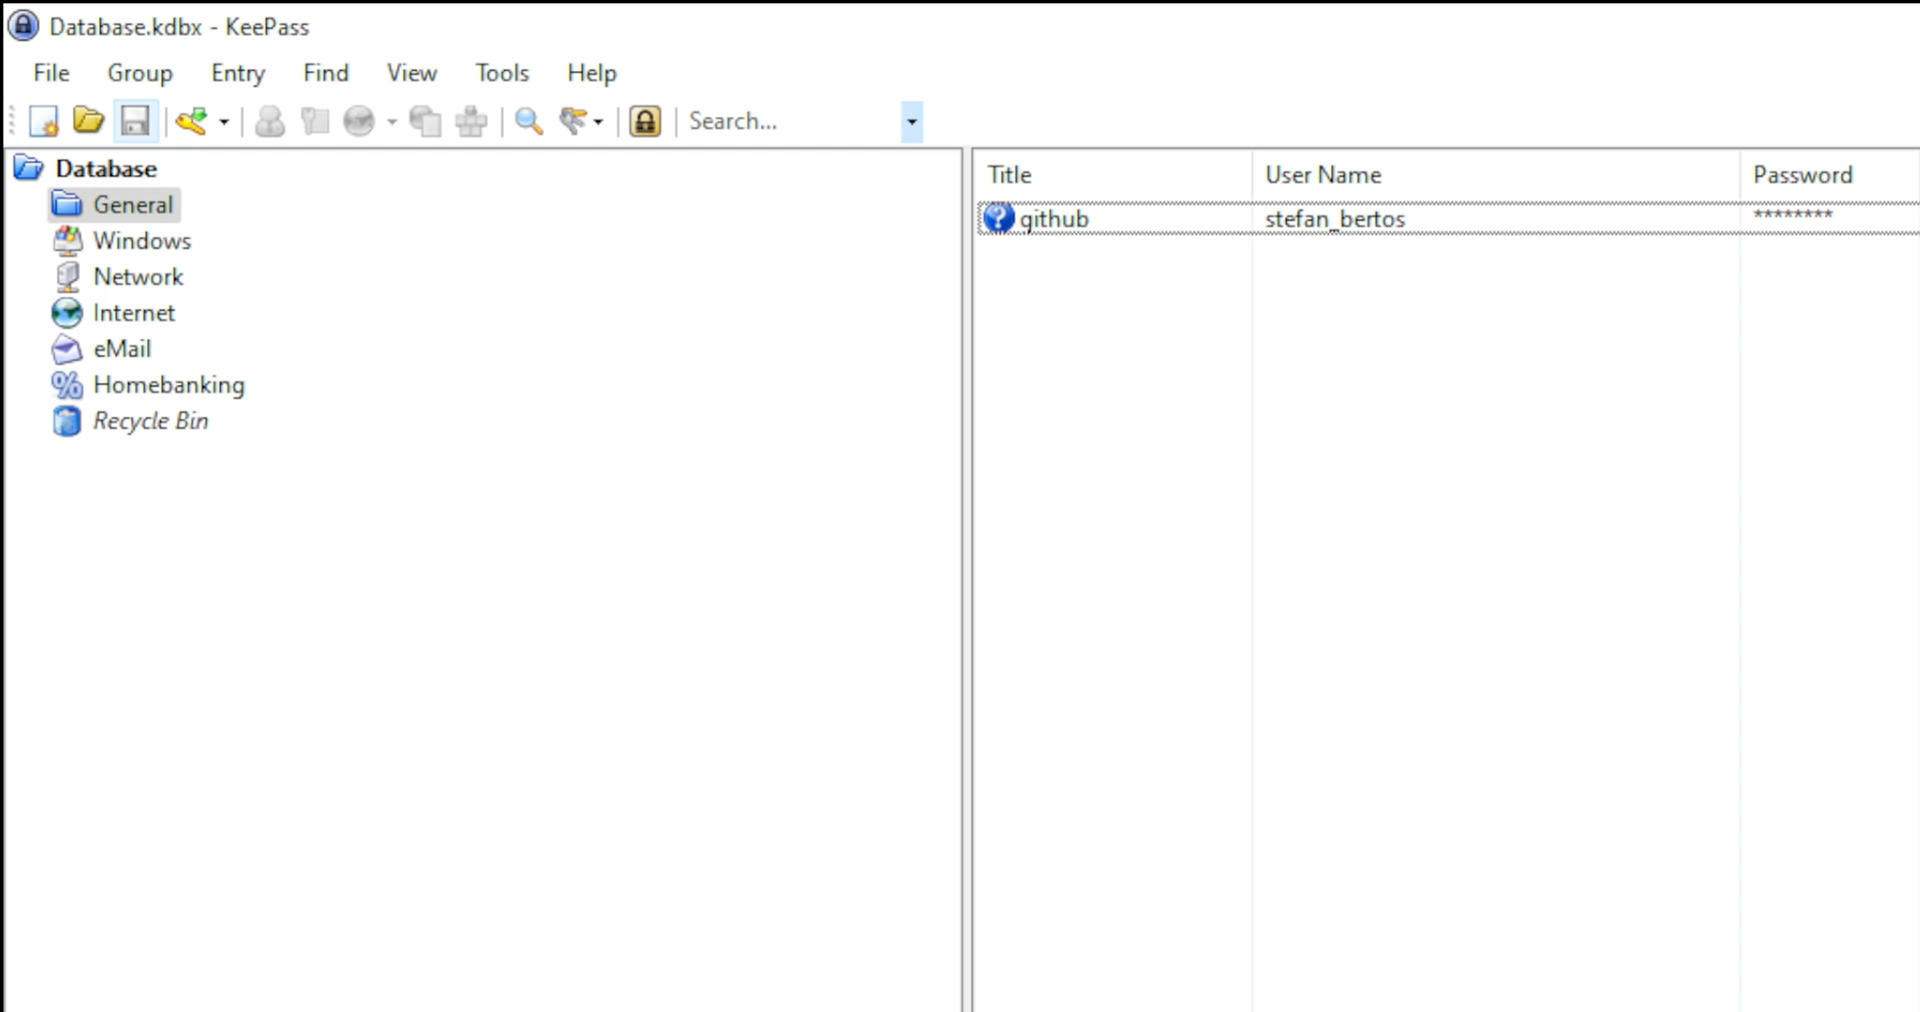 Database.kdbx - KeePass
File Group Entry Find View Tools Help
Search...
Database
General
Windows
Network
Internet
eMail
Homebanking
Recycle Bin
Title User Name Password
github stefan_bertos ********